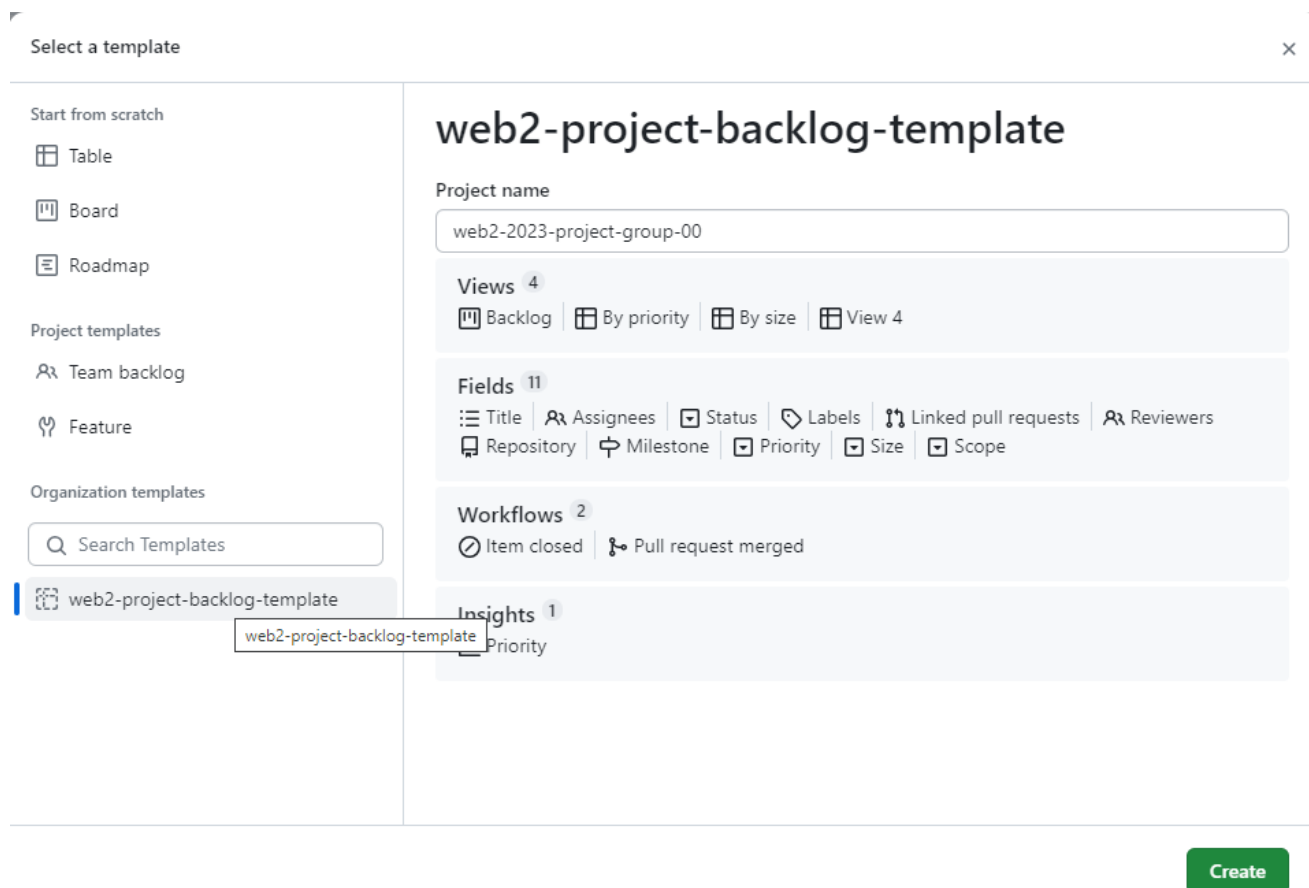 Select a template
Start from scratch
Table
Board
Roadmap
Project templates
Team backlog
Feature
Organization templates
Search Templates
web2-project-backlog-template
web2-project-backlog-template
web2-project-backlog-template
Project name
web2-2023-project-group-00
Views 4
Backlog By priority By size View 4
Fields 11
Title Assignees Status Labels Linked pull requests Reviewers
Repository Milestone Priority Size Scope
Workflows 2
Item closed Pull request merged
Insights 1
Priority
Create